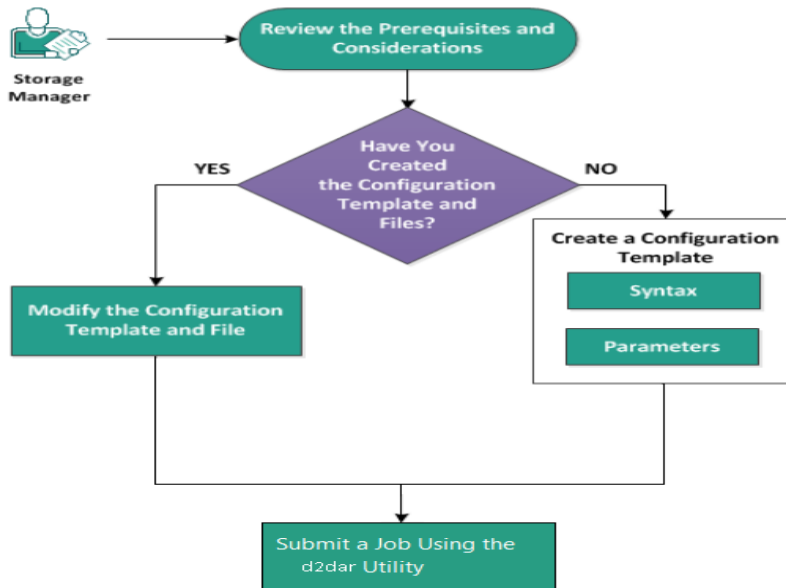 Storage
Manager
Review the Prerequisites and
Considerations
Have You
Created
the Configuration
Template and
Files?
YES
NO
Modify the Configuration
Template and File
Create a Configuration
Template
Syntax
Parameters
Submit a Job Using the
d2dar Utility